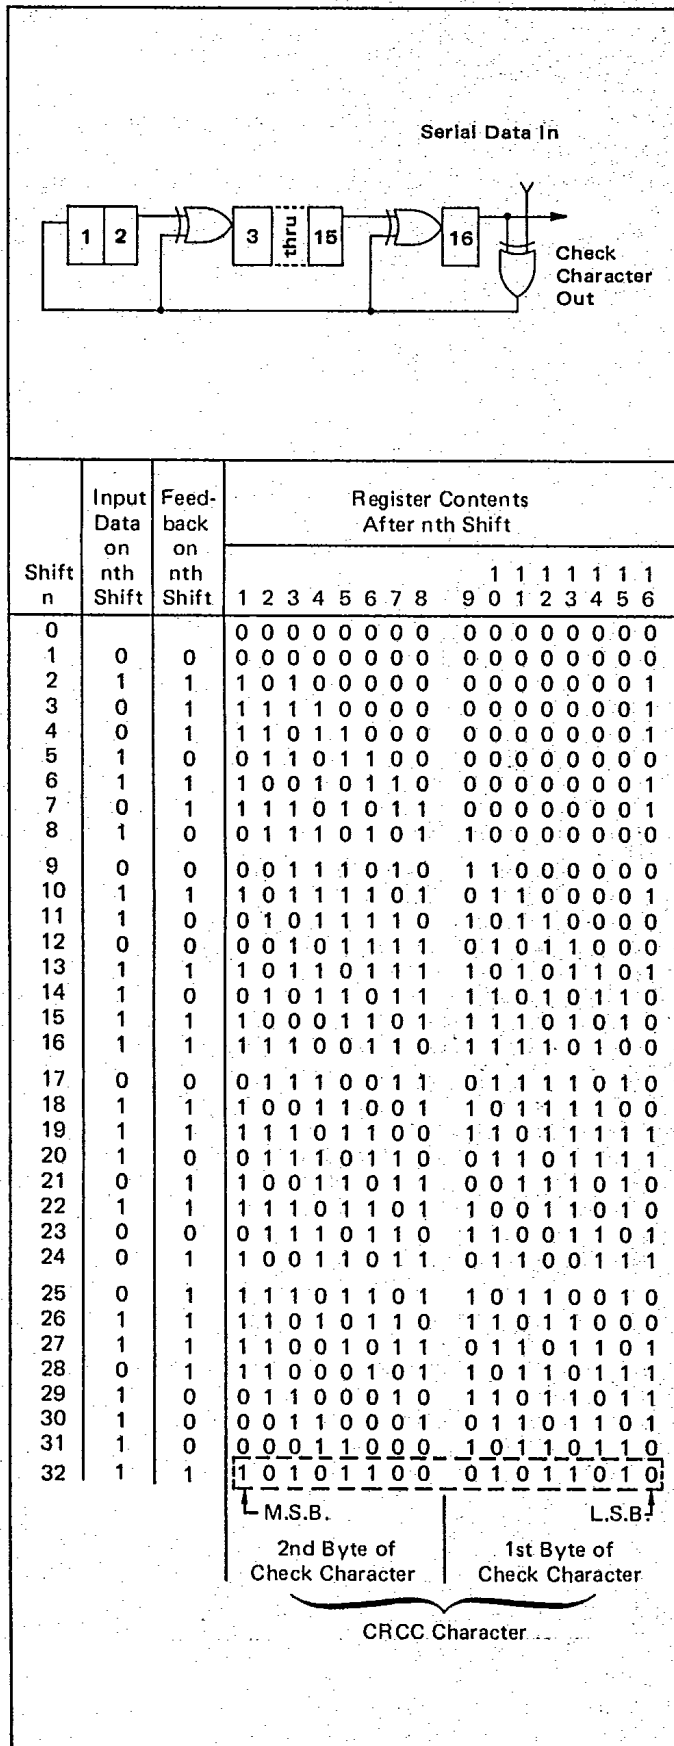 Serial Data In
1 2 3 thru 15 16
Check
Character
Out
Shift n
Input Data on nth Shift
Feed-back on nth Shift
Register Contents
After nth Shift
1 2 3 4 5 6 7 8 9 10 11 12 13 14 15 16
0 0 0 0 0 0 0 0 0 0 0 0 0 0 0 0 0
1 0 0 0 0 0 0 0 0 0 0 0 0 0 0 0 0 0 0 0
2 1 1 1 0 1 0 0 0 0 0 0 0 0 0 0 0 0 1
3 0 1 1 1 1 1 0 0 0 0 0 0 0 0 0 0 0 1
4 0 1 1 1 0 1 1 0 0 0 0 0 0 0 0 0 0 1
5 1 0 0 1 1 0 1 1 0 0 0 0 0 0 0 0 0 0
6 1 1 1 0 0 1 0 1 1 0 0 0 0 0 0 0 0 1
7 0 1 1 1 1 0 1 0 1 1 0 0 0 0 0 0 0 1
8 1 0 0 1 1 1 0 1 0 1 1 0 0 0 0 0 0 0
9 0 0 0 0 1 1 1 0 1 0 1 1 0 0 0 0 0 0
10 1 1 1 0 1 1 1 1 0 1 0 1 1 0 0 0 0 1
11 1 0 0 1 0 1 1 1 1 0 1 0 1 1 0 0 0 0
12 0 0 0 0 1 0 1 1 1 1 0 1 0 1 1 0 0 0
13 1 1 1 0 1 1 0 1 1 1 1 0 1 0 1 1 0 1
14 1 0 0 1 0 1 1 0 1 1 1 1 0 1 0 1 1 0
15 1 1 1 0 0 0 1 1 0 1 1 1 1 0 1 0 1 0
16 1 1 1 1 1 0 0 1 1 0 1 1 1 1 0 1 0 0
17 0 0 0 1 1 1 0 0 1 1 0 1 1 1 1 0 1 0
18 1 1 1 0 0 1 1 0 0 1 1 0 1 1 1 1 0 0
19 1 1 1 1 1 0 1 1 0 0 1 1 0 1 1 1 1 1
20 1 0 0 1 1 1 0 1 1 0 0 1 1 0 1 1 1 1
21 0 1 1 0 0 1 1 0 1 1 0 0 1 1 1 0 1 0
22 1 1 1 1 1 0 1 1 0 1 1 0 0 1 1 0 1 0
23 0 0 0 1 1 1 0 1 1 0 1 1 0 0 1 1 0 1
24 0 1 1 0 0 1 1 0 1 1 0 1 1 0 0 1 1 1
25 0 1 1 1 1 0 1 1 0 1 1 0 1 1 0 0 1 0
26 1 1 1 1 0 1 0 1 1 0 1 1 0 1 1 0 0 0
27 1 1 1 1 0 0 1 0 1 1 0 1 1 0 1 1 0 1
28 0 1 1 1 0 0 0 1 0 1 1 0 1 1 0 1 1 1
29 1 0 0 1 1 0 0 0 1 0 1 1 0 1 1 0 1 1
30 1 0 0 0 1 1 0 0 0 1 0 1 1 0 1 1 0 1
31 1 0 0 0 0 1 1 0 0 0 1 0 1 1 0 1 1 0
32 1 1 1 0 1 0 1 1 0 0 0 1 0 1 1 0 1 0
M.S.B. L.S.B.
2nd Byte of
Check Character
1st Byte of
Check Character
CRCC Character